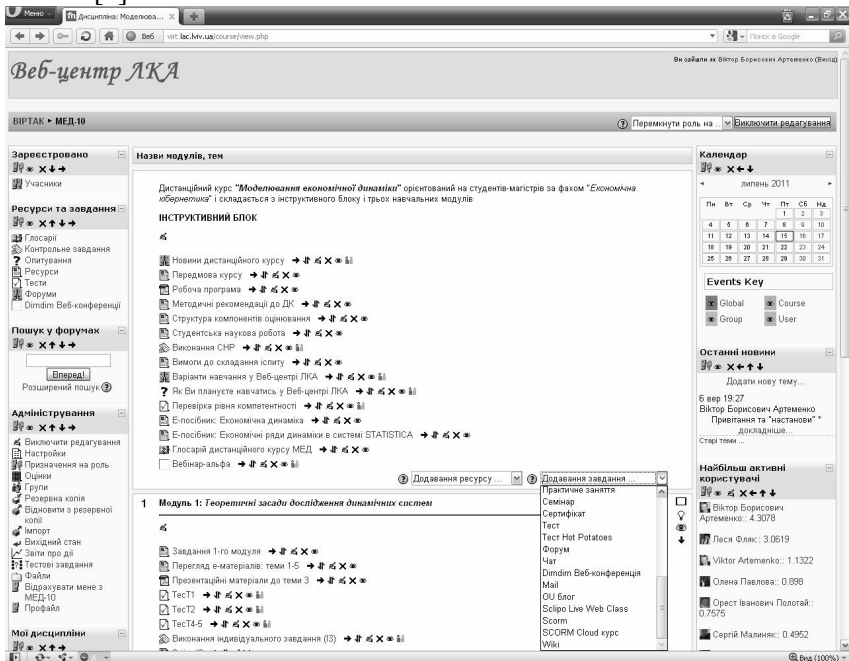 Меню
Дисципліна: Моделюва...
Веб
virt.lac.lviv.ua/course/view.php
Поиск в Google
Веб-центр ЛКА
Ви зайшли як Віктор Борисович Артеменко (Вихід)
ВІРТАК ► МЕД-10
Перемкнути роль на ...
Виключити редагування
Зареєстровано
Учасники
Ресурси та завдання
Глосарії
Контрольне завдання
Опитування
Ресурси
Тести
Форуми
Dimdim Веб-конференції
Пошук у форумах
Вперед!
Розширений пошук
Адміністрування
Виключити редагування
Настройки
Призначення на роль
Оцінки
Групи
Резервна копія
Відновити з резервної
копії
Імпорт
Вихідний стан
Звіти про дії
Тестові завдання
Файли
Відрахувати мене з
МЕД-10
Профайл
Мої дисципліни
Назви модулів, тем
Дистанційний курс "Моделювання економічної динаміки" орієнтований на студентів-магістрів за фахом "Економічна
кібернетика" і складається з інструктивного блоку і трьох навчальних модулів
ІНСТРУКТИВНИЙ БЛОК
Новини дистанційного курсу
Передмова курсу
Робоча програма
Методичні рекомендації до ДК
Структура компонентів оцінювання
Студентська наукова робота
Виконання СНР
Вимоги до складання іспиту
Варіанти навчання у Веб-центрі ЛКА
Як Ви плануєте навчатись у Веб-центрі ЛКА
Перевірка рівня компетентності
Е-посібник: Економічна динаміка
Е-посібник: Економічні ряди динаміки в системі STATISTICA
Глосарій дистанційного курсу МЕД
Вебінар-альфа
Додавання ресурсу ...
Додавання завдання ...
Практичне заняття
Семінар
Сертифікат
Тест
Тест Hot Potatoes
Форум
Чат
Dimdim Веб-конференція
Mail
OU блог
Sclipo Live Web Class
Scorm
SCORM Cloud курс
Wiki
1 Модуль 1: Теоретичні засади дослідження динамічних систем
Завдання 1-го модуля
Перегляд е-матеріалів: теми 1-5
Презентаційні матеріали до теми 3
ТесТ1
ТесТ2
ТесТ4-5
Виконання індивідуального завдання (ІЗ)
Календар
липень 2011
Пн Вт Ср Чт Пт Сб Нд
1 2 3
4 5 6 7 8 9 10
11 12 13 14 15 16 17
18 19 20 21 22 23 24
25 26 27 28 29 30 31
Events Key
Global Course
Group User
Останні новини
Додати нову тему...
6 вер 19:27
Віктор Борисович Артеменко
Привітання та "настанови" *
докладніше...
Старі теми ...
Найбільш активні
користувачі
Віктор Борисович
Артеменко:: 4.3078
Леся Фляк:: 3.0619
Viktor Artemenko:: 1.1322
Олена Павлова:: 0.898
Орест Іванович Полотай::
0.7575
Сергій Малиняк:: 0.4952
Вид (100%)